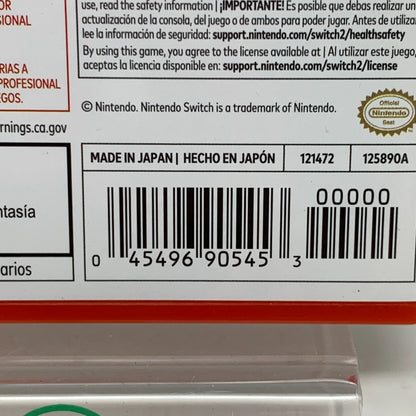 OR
SIONAL
use, read the safety information | ¡IMPORTANTE! Es posible que debas realizar un
actualización de la consola, del juego o de ambos para poder jugar. Antes de utiliz
lee la información de seguridad: support.nintendo.com/switch2/healthsafety
By using this game, you agree to the license available at | Al utilizar este juego,
aceptas la licencia disponible en: support.nintendo.com/switch2/license
RIAS A
PROFESIONAL
EGOS.
© Nintendo. Nintendo Switch is a trademark of Nintendo.
Official
Nintendo
Seal
rnings.ca.gov
MADE IN JAPAN | HECHO EN JAPÓN 121472 125890A
ntasía
arios
00000
0 45496 90545 3